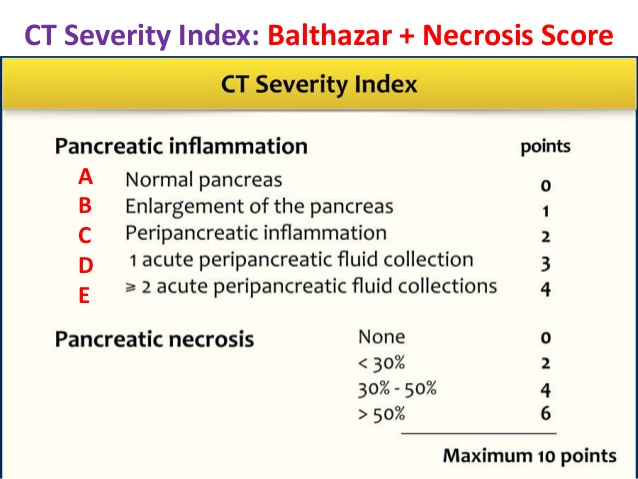 CT Severity Index: Balthazar + Necrosis Score
CT Severity Index
Pancreatic inflammation points
A Normal pancreas 0
B Enlargement of the pancreas 1
C Peripancreatic inflammation 2
D 1 acute peripancreatic fluid collection 3
E ⩾ 2 acute peripancreatic fluid collections 4
Pancreatic necrosis None 0
< 30% 2
30% - 50% 4
> 50% 6
Maximum 10 points